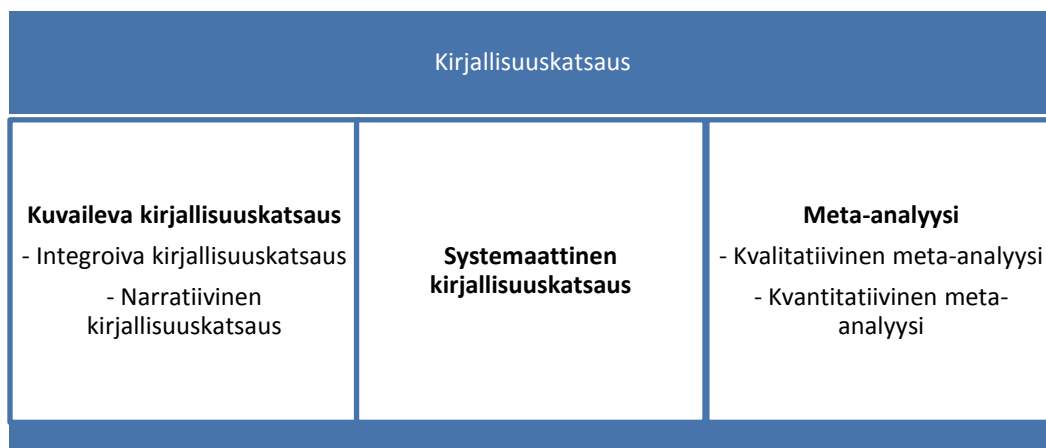 Kirjallisuuskatsaus
Kuvaileva kirjallisuuskatsaus
- Integroiva kirjallisuuskatsaus
- Narratiivinen
kirjallisuuskatsaus
Systemaattinen
kirjallisuuskatsaus
Meta-analyysi
- Kvalitatiivinen meta-analyysi
- Kvantitatiivinen meta-
analyysi